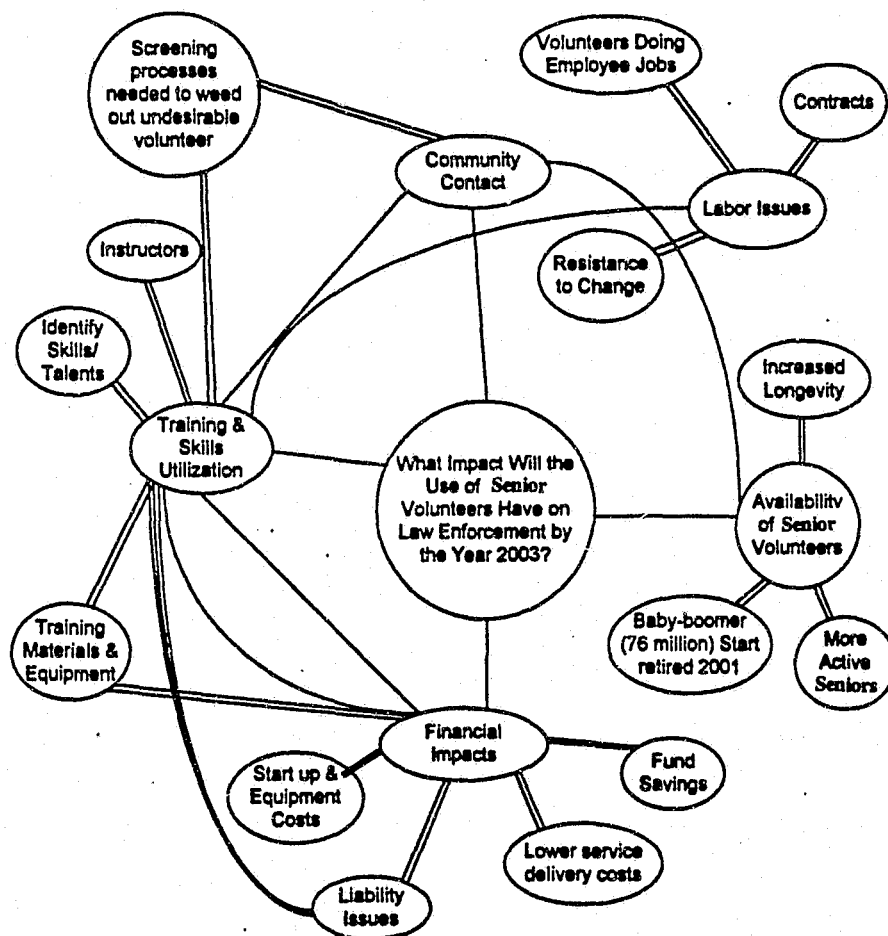 Screening
processes
needed to weed
out undesirable
volunteer
Volunteers Doing
Employee Jobs
Contracts
Community
Contact
Labor Issues
Instructors
Resistance
to Change
Identify
Skills/
Talents
Increased
Longevity
Training &
Skills
Utilization
What Impact Will the
Use of Senior
Volunteers Have on
Law Enforcement by
the Year 2003?
Availability
of Senior
Volunteers
Training
Materials &
Equipment
Baby-boomer
(76 million) Start
retired 2001
More
Active
Seniors
Financial
Impacts
Start up &
Equipment
Costs
Fund
Savings
Lower service
delivery costs
Liability
Issues